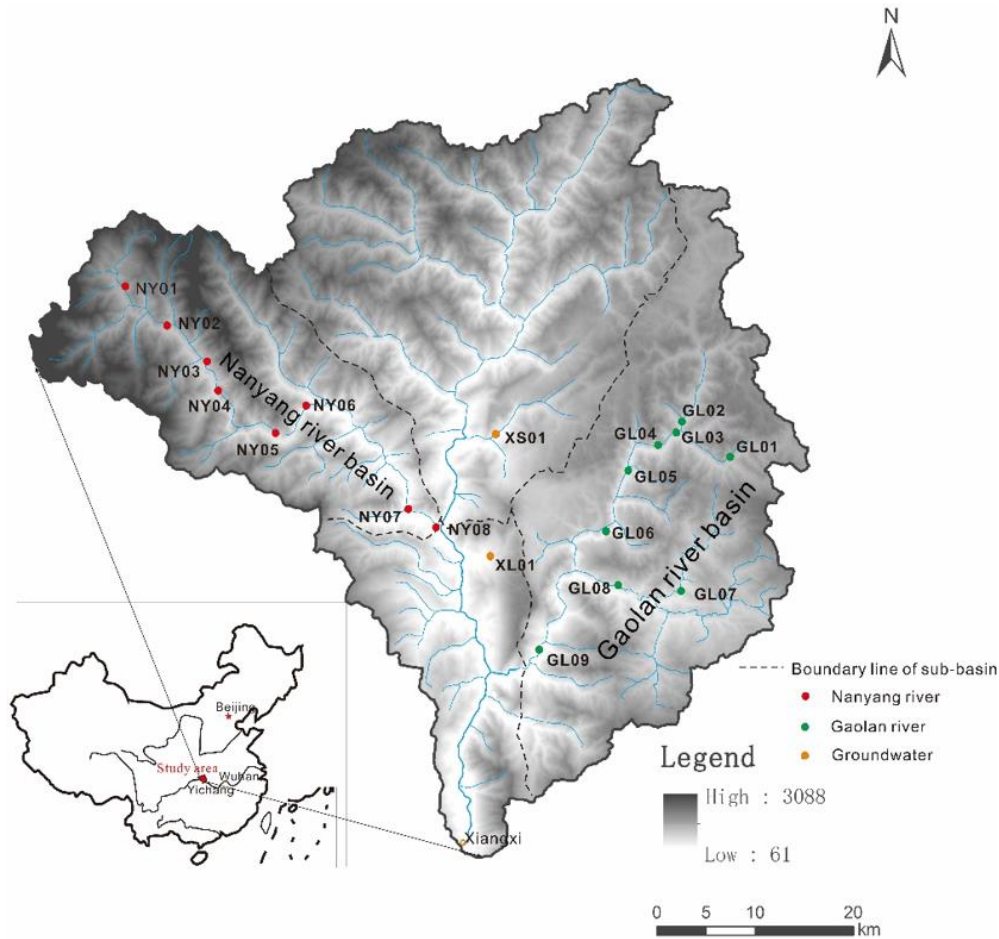 N
NY01
NY02
NY03
NY04
NY05
NY06
Nanyang river basin
XS01
GL02
GL03
GL04
GL01
GL05
NY07
NY08
GL06
XL01
GL08
GL07
Gaolan river basin
GL09
Boundary line of sub-basin
Nanyang river
Gaolan river
Groundwater
Legend
High : 3088
Low : 61
Beijing
Study area
Wuhan
Yichang
Xiangxi
0 5 10 20
km